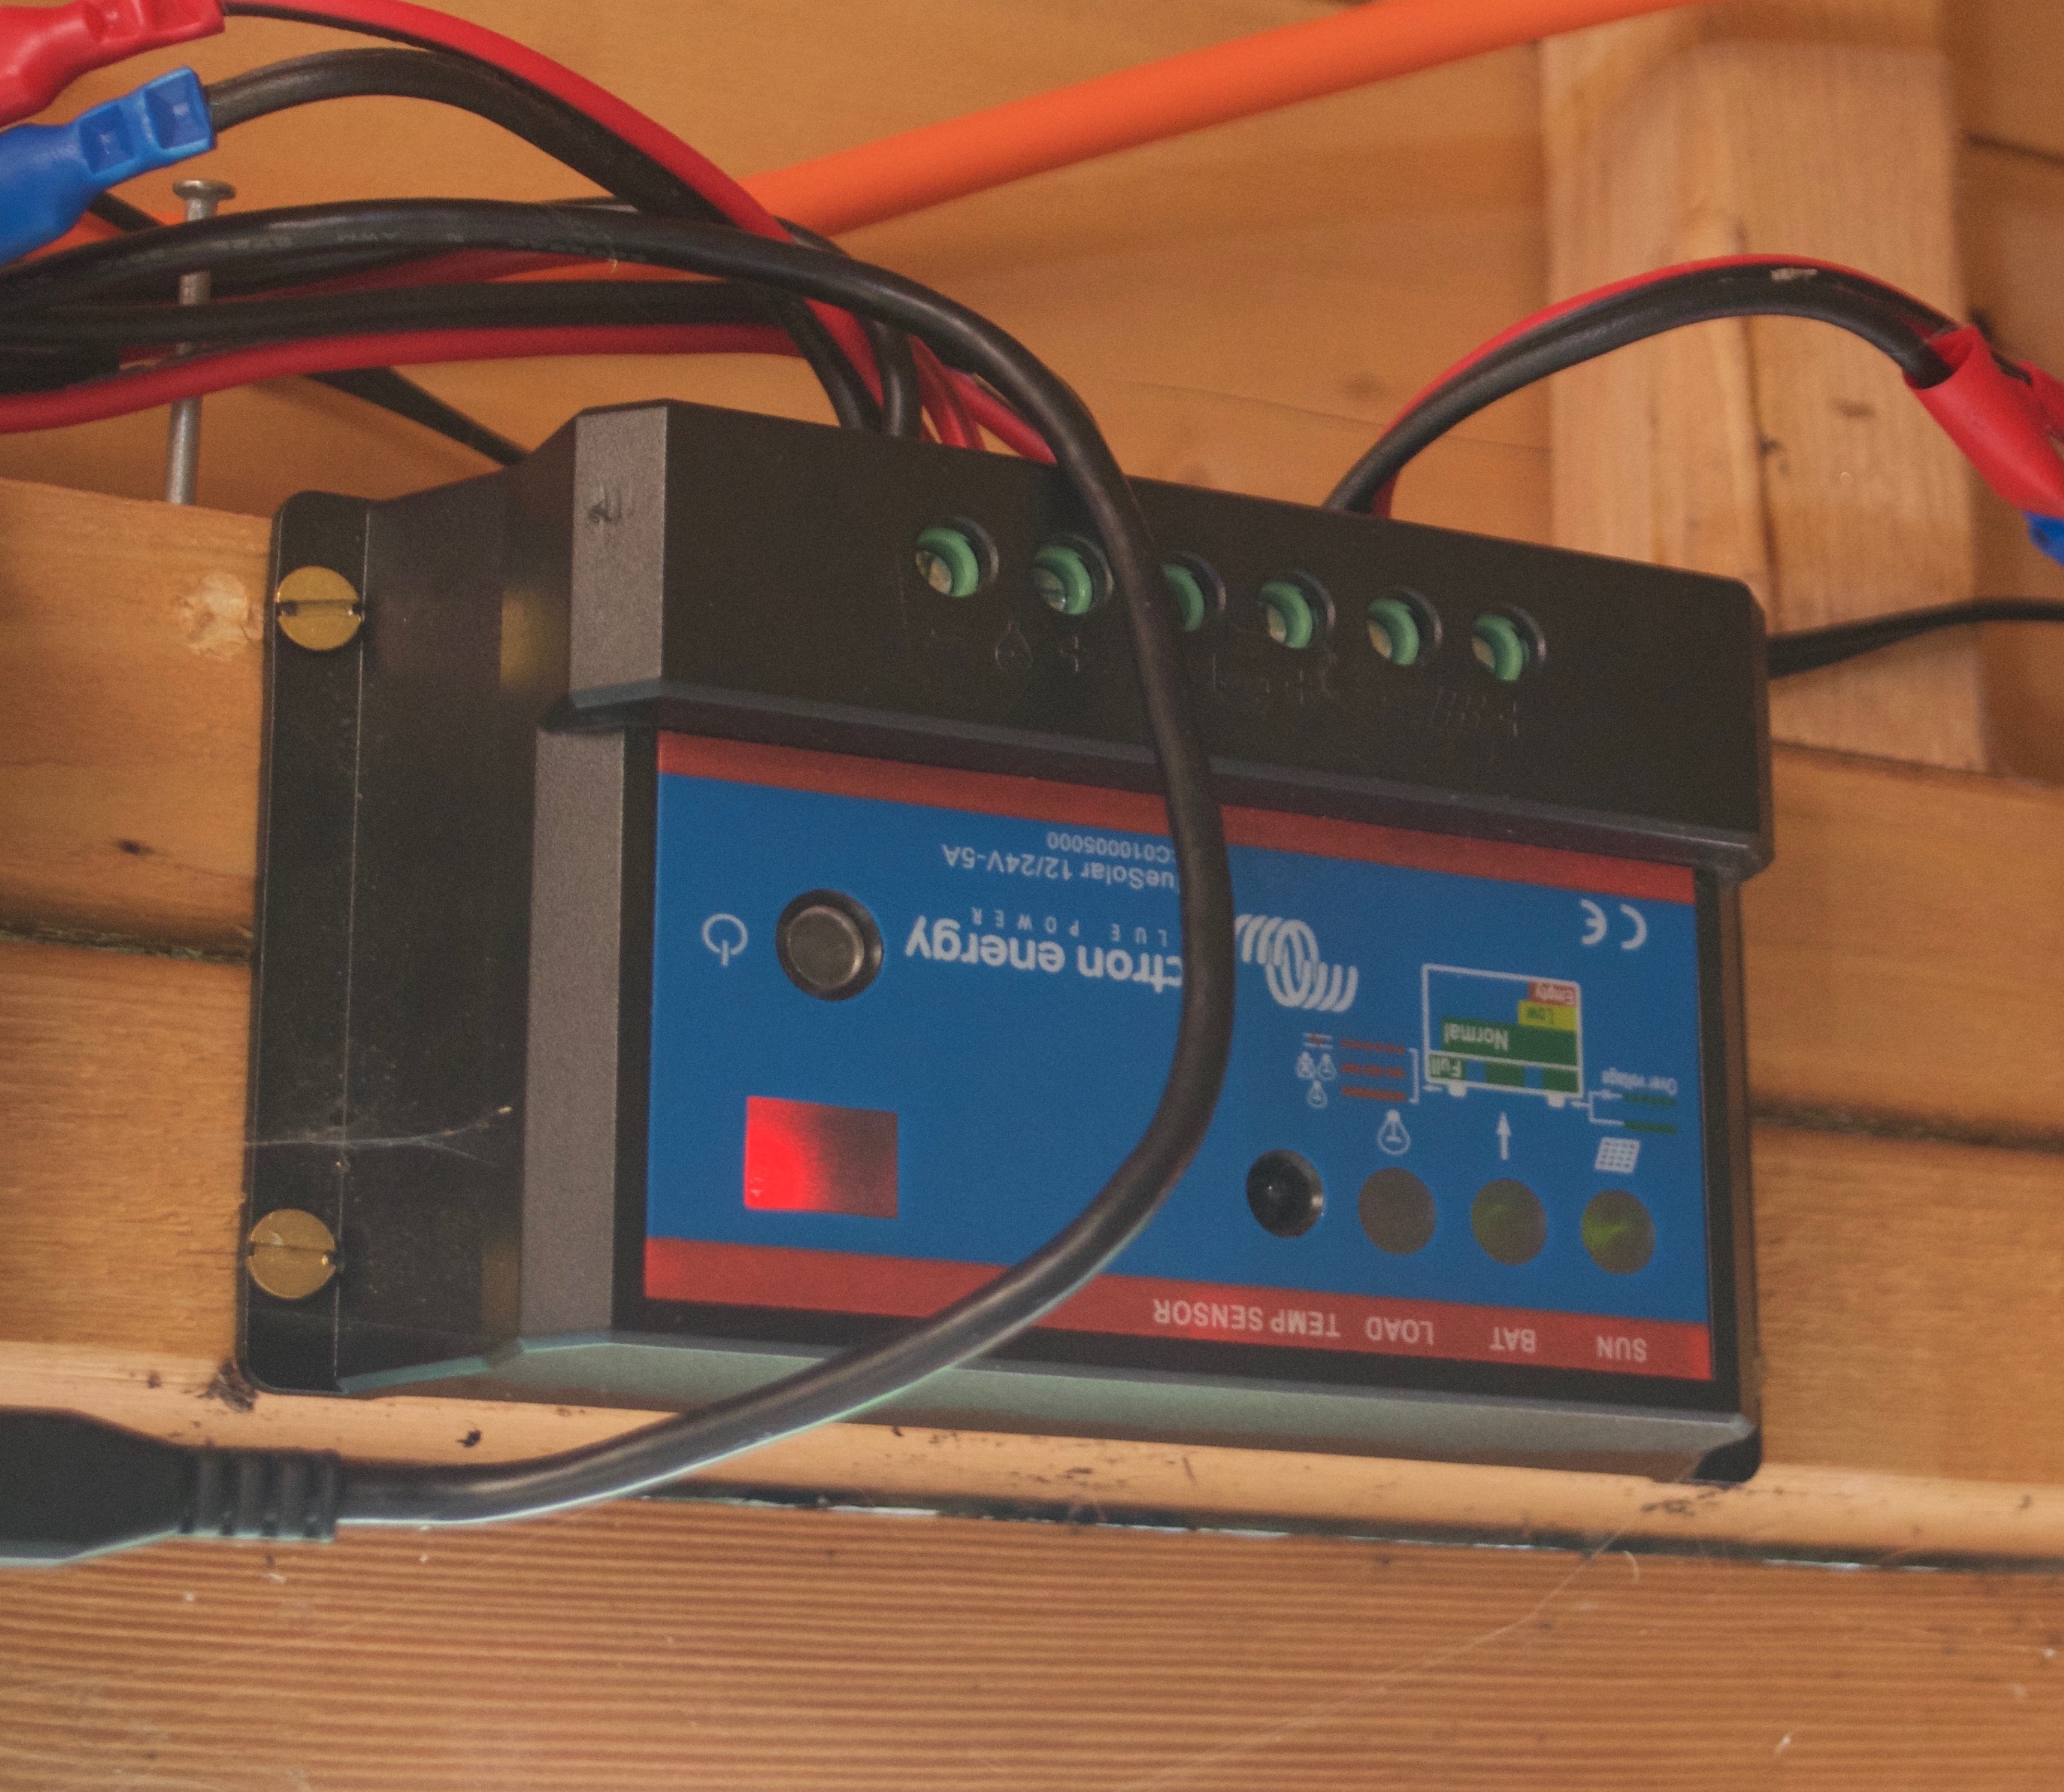 SUN BAT LOAD TEMP SENSOR
Over voltage
Full
Normal
Low
Empty
CE
ctron energy
LUE POWER
ueSolar 12/24V-5A
C010005000